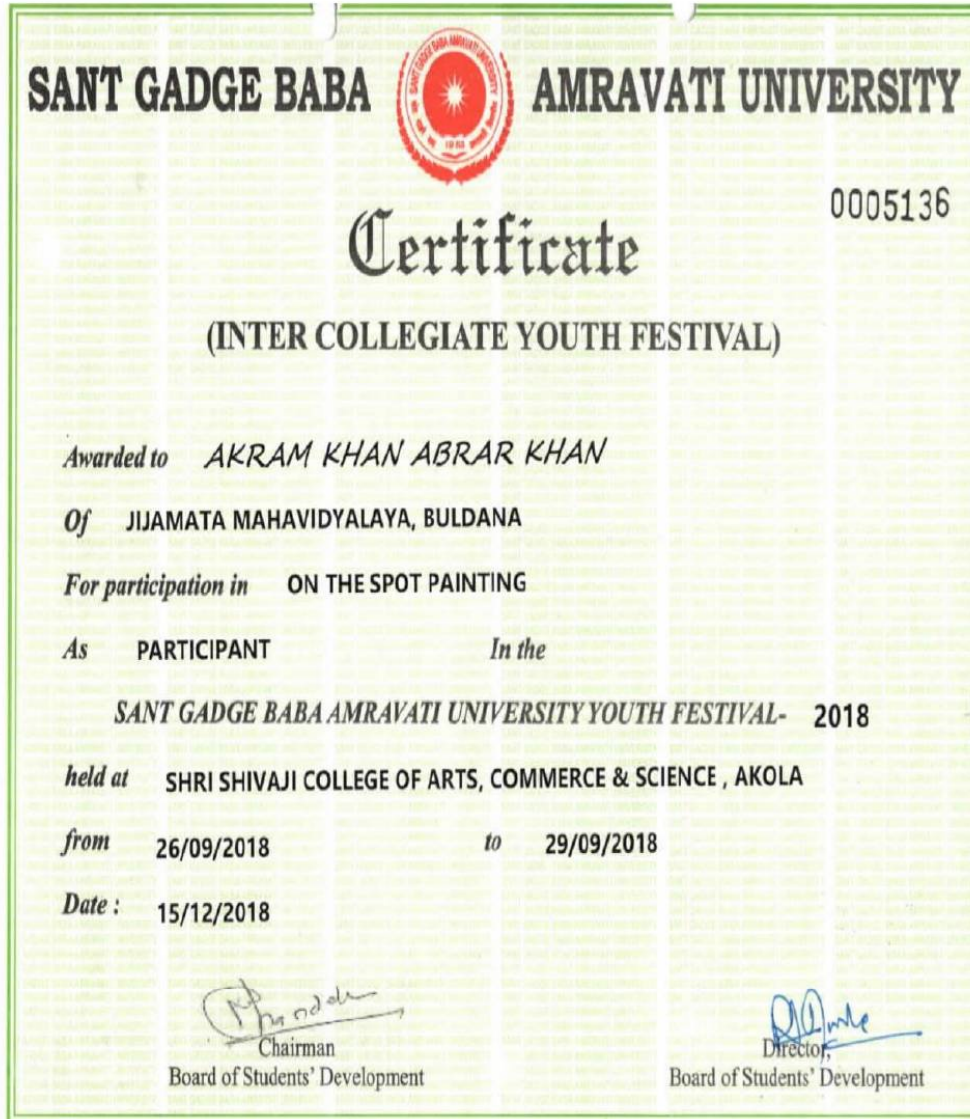 SANT GADGE BABA AMRAVATI UNIVERSITY
0005136
Certificate
(INTER COLLEGIATE YOUTH FESTIVAL)
Awarded to AKRAM KHAN ABRAR KHAN
Of JIJAMATA MAHAVIDYALAYA, BULDANA
For participation in ON THE SPOT PAINTING
As PARTICIPANT In the
SANT GADGE BABA AMRAVATI UNIVERSITY YOUTH FESTIVAL- 2018
held at SHRI SHIVAJI COLLEGE OF ARTS, COMMERCE & SCIENCE , AKOLA
from 26/09/2018 to 29/09/2018
Date : 15/12/2018
Chairman Director,
Board of Students' Development Board of Students' Development